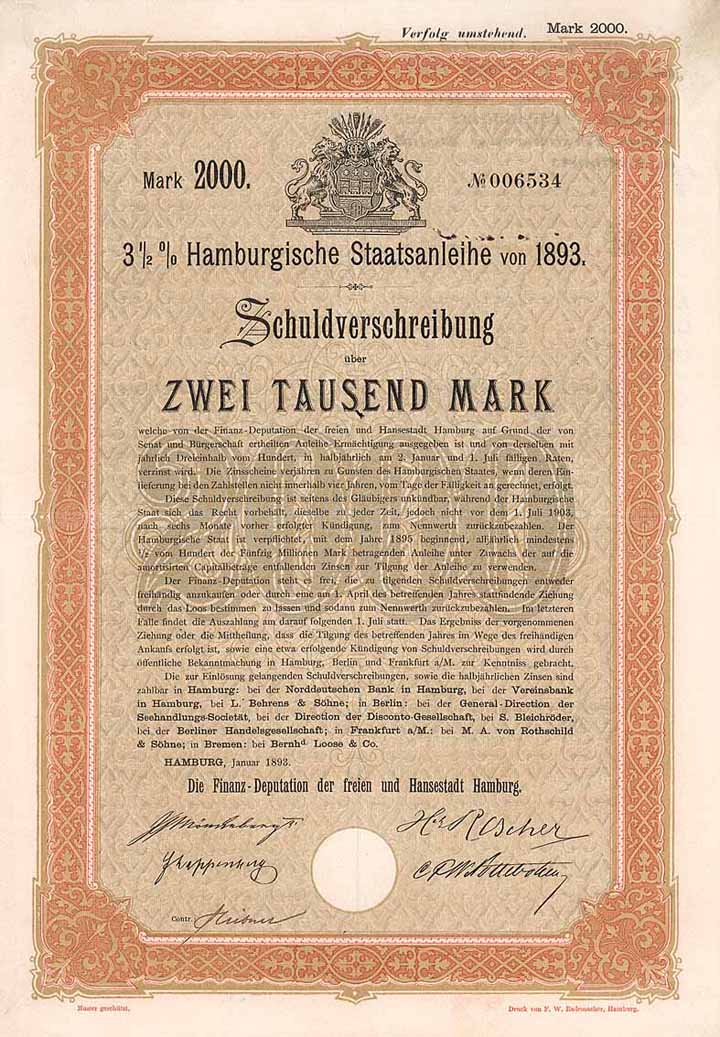 Verfolg umstehend. Mark 2000.
Mark 2000. № 006534
3 1/2 % Hamburgische Staatsanleihe von 1893.
Schuldverschreibung
über
ZWEI TAUSEND MARK
welche von der Finanz-Deputation der freien und Hansestadt Hamburg auf Grund der von
Senat und Bürgerschaft ertheilten Anleihe-Ermächtigung ausgegeben ist und von derselben mit
jährlich Dreieinhalb vom Hundert, in halbjährlich am 2. Januar und 1. Juli fälligen Raten,
verzinst wird. Die Zinsscheine verjähren zu Gunsten des Hamburgischen Staates, wenn deren Ein-
lieferung bei den Zahlstellen nicht innerhalb vier Jahren, vom Tage der Fälligkeit an gerechnet, erfolgt.
Diese Schuldverschreibung ist seitens des Gläubigers unkündbar, während der Hamburgische
Staat sich das Recht vorbehält, dieselbe zu jeder Zeit, jedoch nicht vor dem 1. Juli 1903,
nach sechs Monate vorher erfolgter Kündigung, zum Nennwerth zurückzubezahlen. Der
Hamburgische Staat ist verpflichtet, mit dem Jahre 1895 beginnend, alljährlich mindestens
1/2 vom Hundert der Fünfzig Millionen Mark betragenden Anleihe unter Zuwachs der auf die
amortisirten Capitalbeträge entfallenden Zinsen zur Tilgung der Anleihe zu verwenden.
Der Finanz-Deputation steht es frei, die zu tilgenden Schuldverschreibungen entweder
freihändig anzukaufen oder durch eine am 1. April des betreffenden Jahres stattfindende Ziehung
durch das Loos bestimmen zu lassen und sodann zum Nennwerth zurückzubezahlen. Im letzteren
Falle findet die Auszahlung am darauf folgenden 1. Juli statt. Das Ergebniss der vorgenommenen
Ziehung oder die Mittheilung, dass die Tilgung des betreffenden Jahres im Wege des freihändigen
Ankaufs erfolgt ist, sowie eine etwa erfolgende Kündigung von Schuldverschreibungen wird durch
öffentliche Bekanntmachung in Hamburg, Berlin und Frankfurt a/M. zur Kenntniss gebracht.
Die zur Einlösung gelangenden Schuldverschreibungen, sowie die halbjährlichen Zinsen sind
zahlbar in Hamburg: bei der Norddeutschen Bank in Hamburg, bei der Vereinsbank
in Hamburg, bei L. Behrens & Söhne; in Berlin: bei der General-Direction der
Seehandlungs-Societät, bei der Direction der Disconto-Gesellschaft, bei S. Bleichröder,
bei der Berliner Handelsgesellschaft; in Frankfurt a/M.: bei M. A. von Rothschild
& Söhne; in Bremen: bei Bernhd. Loose & Co.
HAMBURG, Januar 1893.
Die Finanz-Deputation der freien und Hansestadt Hamburg.
Contr.
Muster geschützt. Druck von F. W. Rademacher, Hamburg.